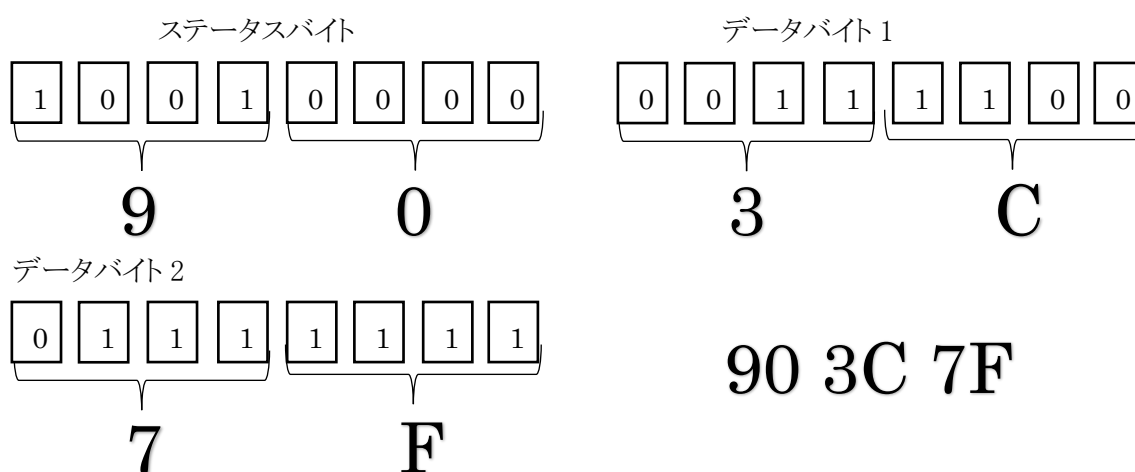 ステータスバイト
1 0 0 1 0 0 0 0
9 0
データバイト 1
0 0 1 1 1 1 0 0
3 C
データバイト 2
0 1 1 1 1 1 1 1
7 F
90 3C 7F